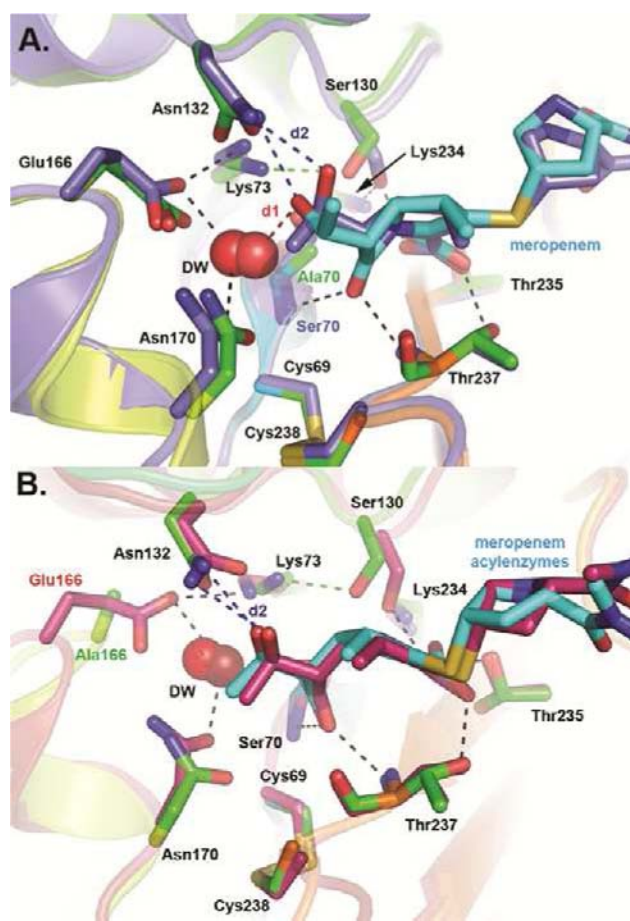 A.
Ser130
Asn132
d2
Lys234
Glu166
Lys73
d1
meropenem
DW
Ala70
Thr235
Ser70
Asn170
Cys69
Thr237
Cys238
B.
Ser130
Asn132
Lys73
meropenem
acylenzymes
Glu166
Lys234
d2
Ala166
DW
Thr235
Ser70
Cys69
Thr237
Asn170
Cys238